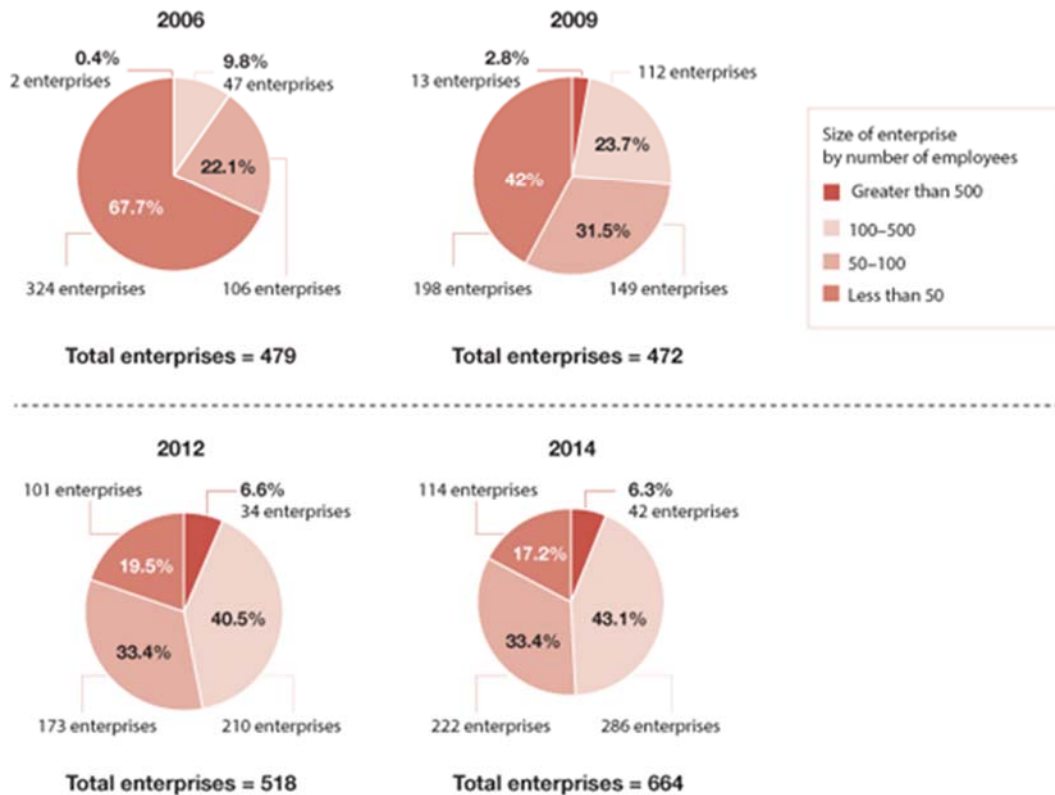 2006
0.4%
2 enterprises
9.8%
47 enterprises
22.1%
67.7%
324 enterprises
106 enterprises
Total enterprises = 479
2009
2.8%
13 enterprises
112 enterprises
23.7%
42%
31.5%
198 enterprises
149 enterprises
Total enterprises = 472
Size of enterprise
by number of employees
Greater than 500
100–500
50–100
Less than 50
2012
101 enterprises
6.6%
34 enterprises
19.5%
40.5%
33.4%
173 enterprises
210 enterprises
Total enterprises = 518
2014
114 enterprises
6.3%
42 enterprises
17.2%
43.1%
33.4%
222 enterprises
286 enterprises
Total enterprises = 664